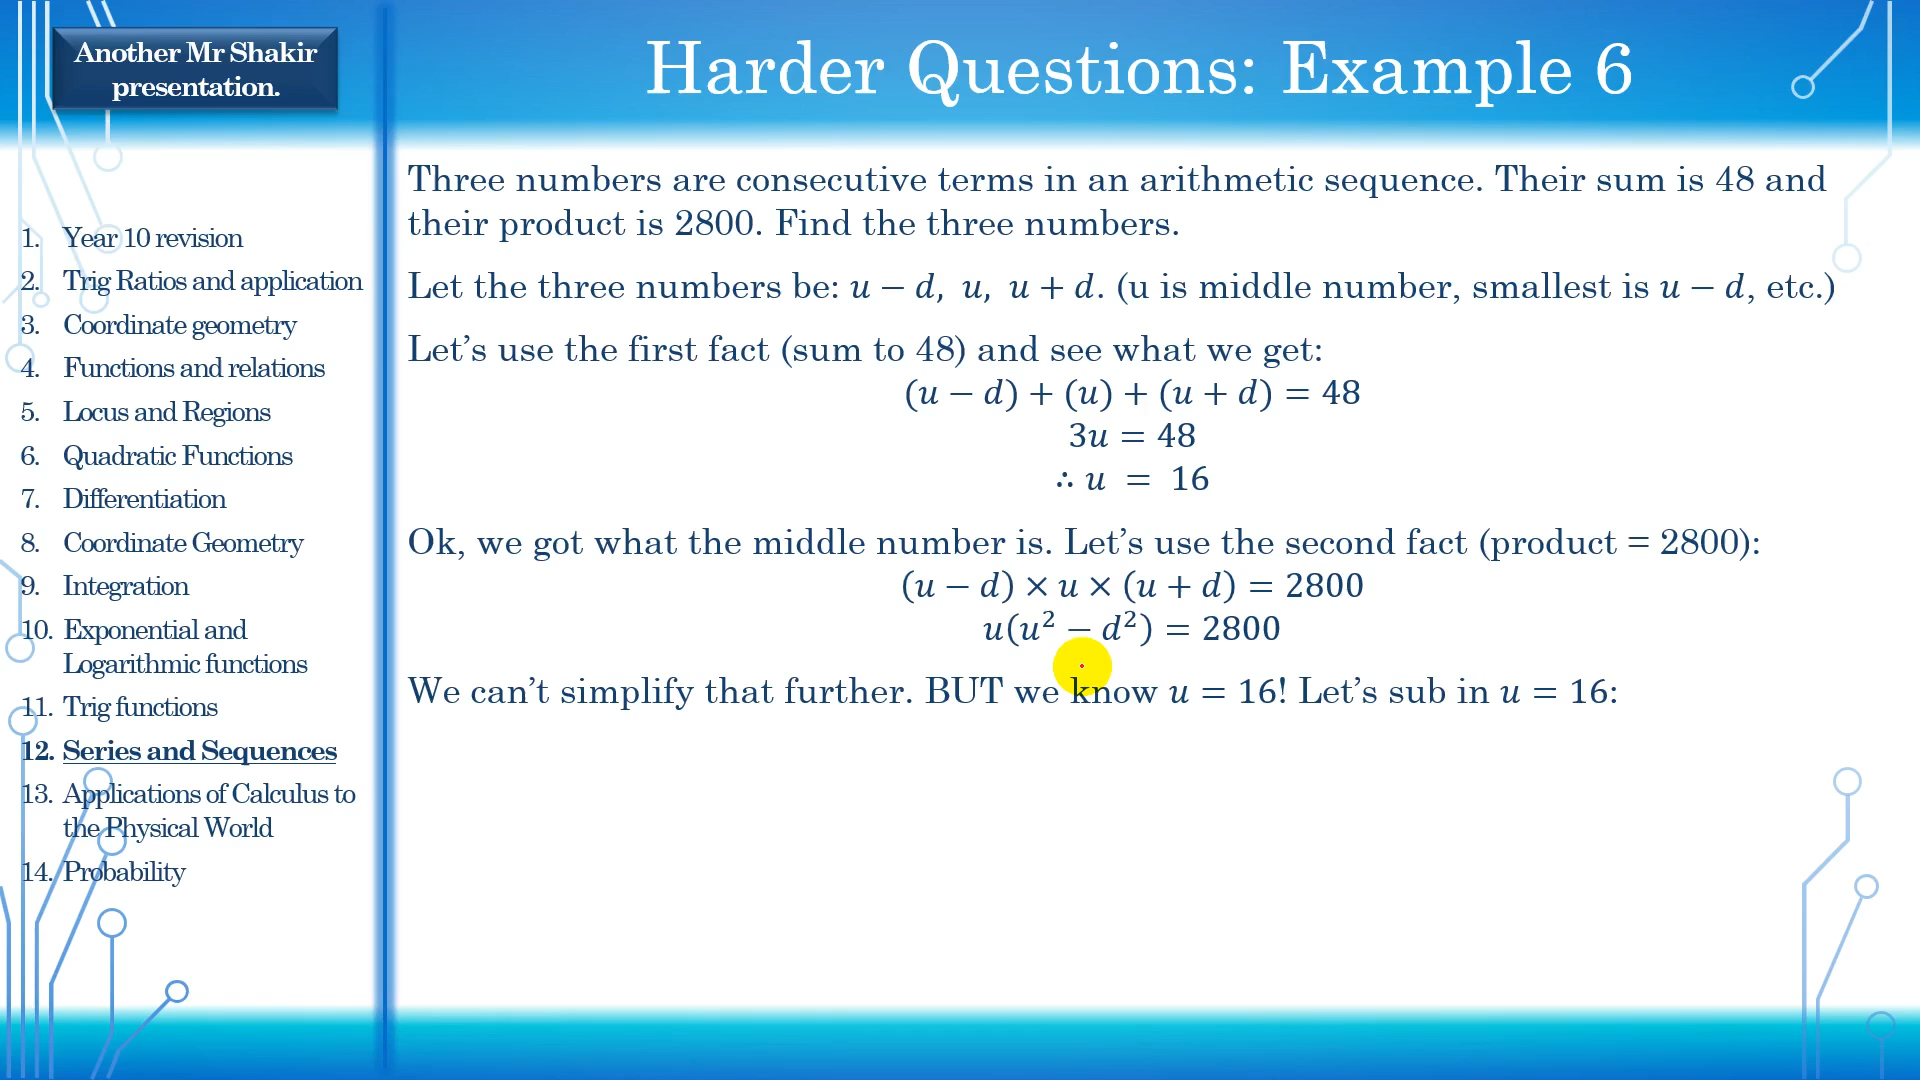 Another Mr Shakir
presentation.
Harder Questions: Example 6
1. Year 10 revision
2. Trig Ratios and application
3. Coordinate geometry
4. Functions and relations
5. Locus and Regions
6. Quadratic Functions
7. Differentiation
8. Coordinate Geometry
9. Integration
10. Exponential and
Logarithmic functions
11. Trig functions
12. Series and Sequences
13. Applications of Calculus to
the Physical World
14. Probability
Three numbers are consecutive terms in an arithmetic sequence. Their sum is 48 and
their product is 2800. Find the three numbers.
Let the three numbers be: u − d, u, u + d. (u is middle number, smallest is u − d, etc.)
Let’s use the first fact (sum to 48) and see what we get:
(u − d) + (u) + (u + d) = 48
3u = 48
∴ u = 16
Ok, we got what the middle number is. Let’s use the second fact (product = 2800):
(u − d) × u × (u + d) = 2800
u(u² − d²) = 2800
We can’t simplify that further. BUT we know u = 16! Let’s sub in u = 16: